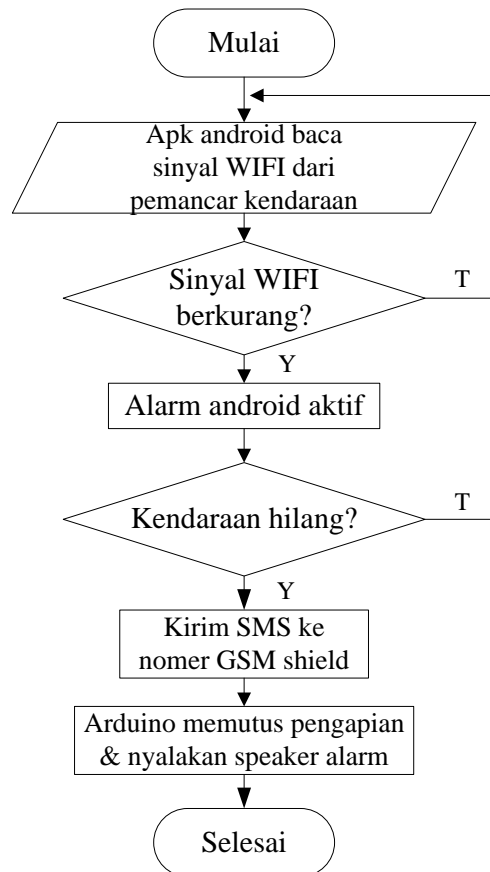 Mulai
Apk android baca
sinyal WIFI dari
pemancar kendaraan
Sinyal WIFI
berkurang?
T
Y
Alarm android aktif
Kendaraan hilang?
T
Y
Kirim SMS ke
nomer GSM shield
Arduino memutus pengapian
& nyalakan speaker alarm
Selesai